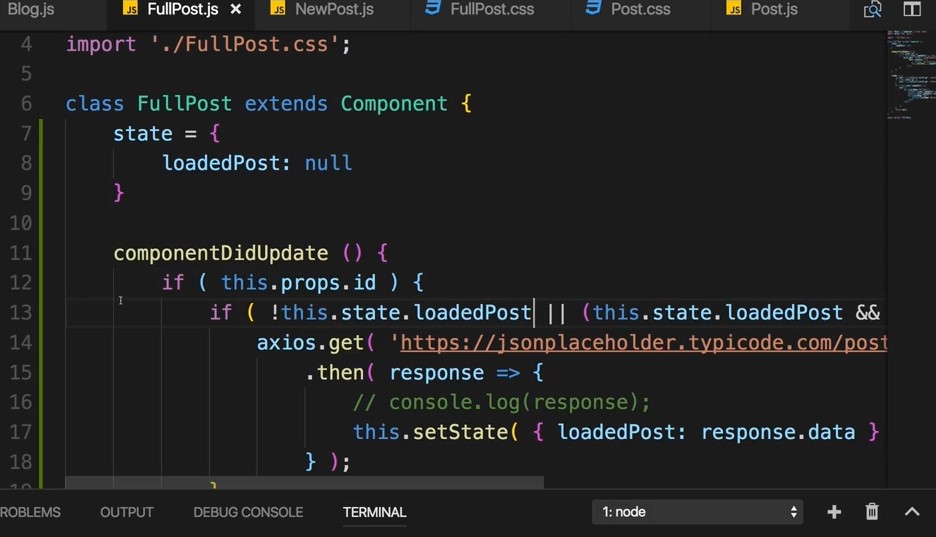 Blog.js JS FullPost.js × JS NewPost.js FullPost.css Post.css JS Post.js
4 import './FullPost.css';
5
6 class FullPost extends Component {
7 state = {
8 loadedPost: null
9 }
10
11 componentDidUpdate () {
12 if ( this.props.id ) {
13 if ( !this.state.loadedPost || (this.state.loadedPost &&
14 axios.get( 'https://jsonplaceholder.typicode.com/post
15 .then( response => {
16 // console.log(response);
17 this.setState( { loadedPost: response.data }
18 } );
19 }
ROBLEMS OUTPUT DEBUG CONSOLE TERMINAL 1: node